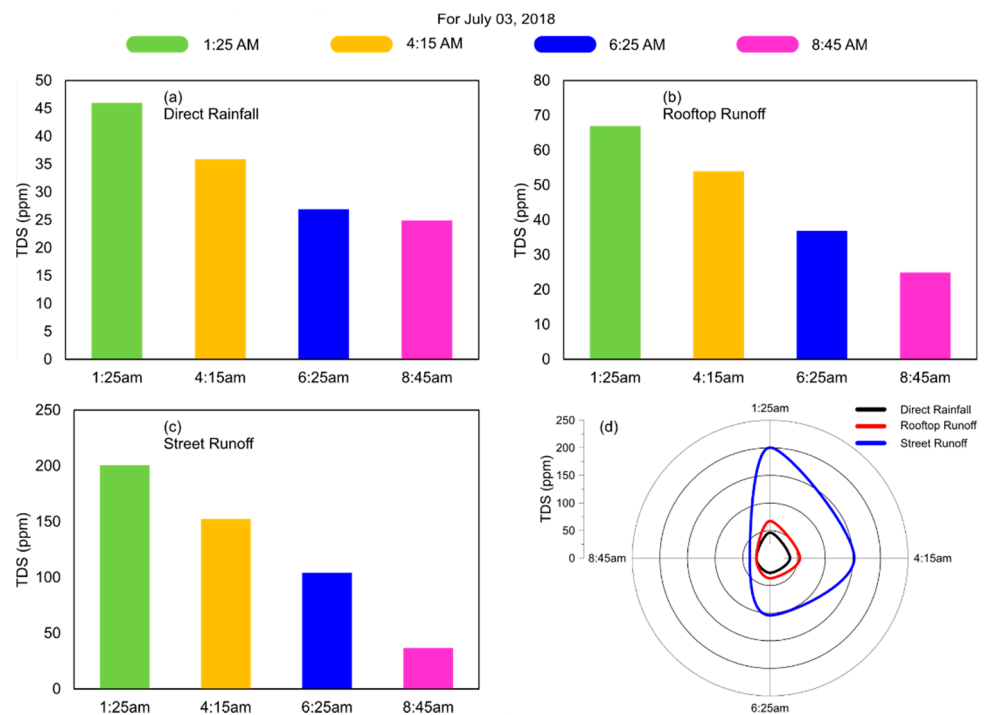 For July 03, 2018
1:25 AM 4:15 AM 6:25 AM 8:45 AM
(a)
Direct Rainfall
TDS (ppm)
50
45
40
35
30
25
20
15
10
5
0
1:25am 4:15am 6:25am 8:45am
(b)
Rooftop Runoff
TDS (ppm)
80
70
60
50
40
30
20
10
0
1:25am 4:15am 6:25am 8:45am
(c)
Street Runoff
TDS (ppm)
250
200
150
100
50
0
1:25am 4:15am 6:25am 8:45am
(d)
1:25am
Direct Rainfall
Rooftop Runoff
Street Runoff
TDS (ppm)
250
200
150
100
50
0
8:45am
4:15am
6:25am